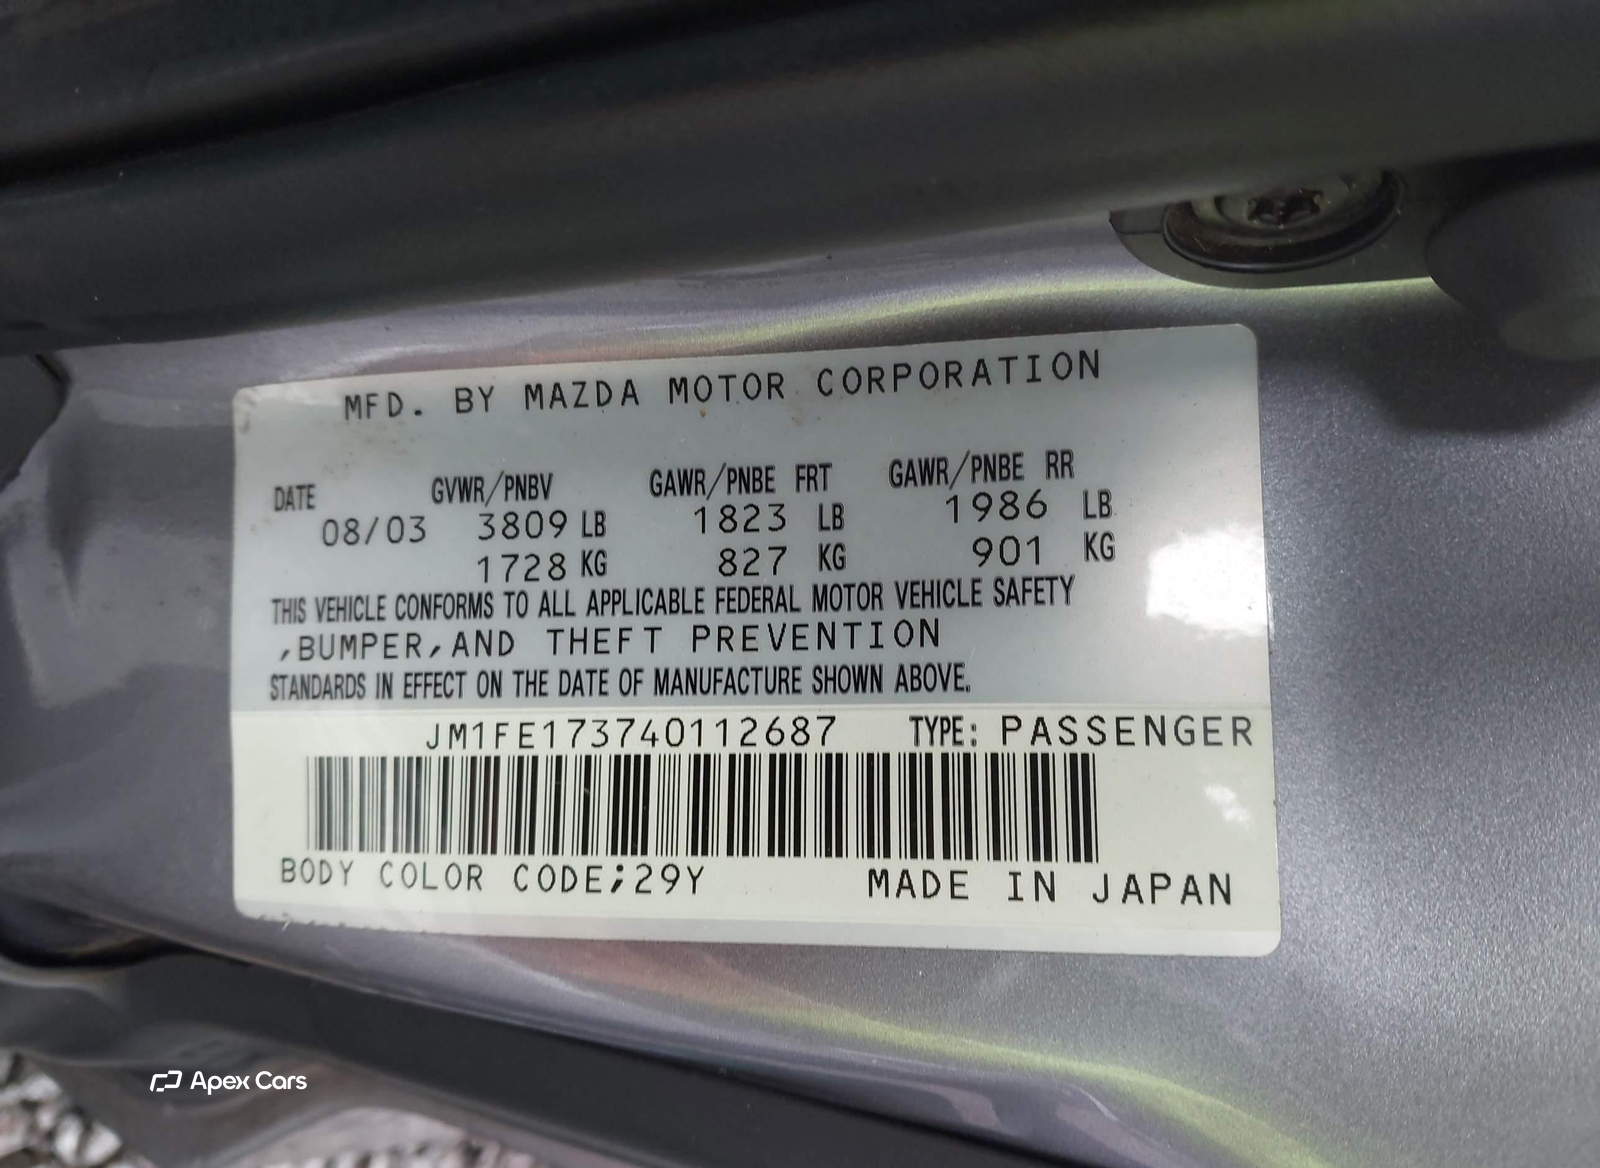 MFD. BY MAZDA MOTOR CORPORATION
DATE GVWR/PNBV GAWR/PNBE FRT GAWR/PNBE RR
08/03 3809 LB 1823 LB 1986 LB
1728 KG 827 KG 901 KG
THIS VEHICLE CONFORMS TO ALL APPLICABLE FEDERAL MOTOR VEHICLE SAFETY
,BUMPER,AND THEFT PREVENTION
STANDARDS IN EFFECT ON THE DATE OF MANUFACTURE SHOWN ABOVE.
JM1FE173740112687 TYPE: PASSENGER
BODY COLOR CODE;29Y MADE IN JAPAN
Apex Cars